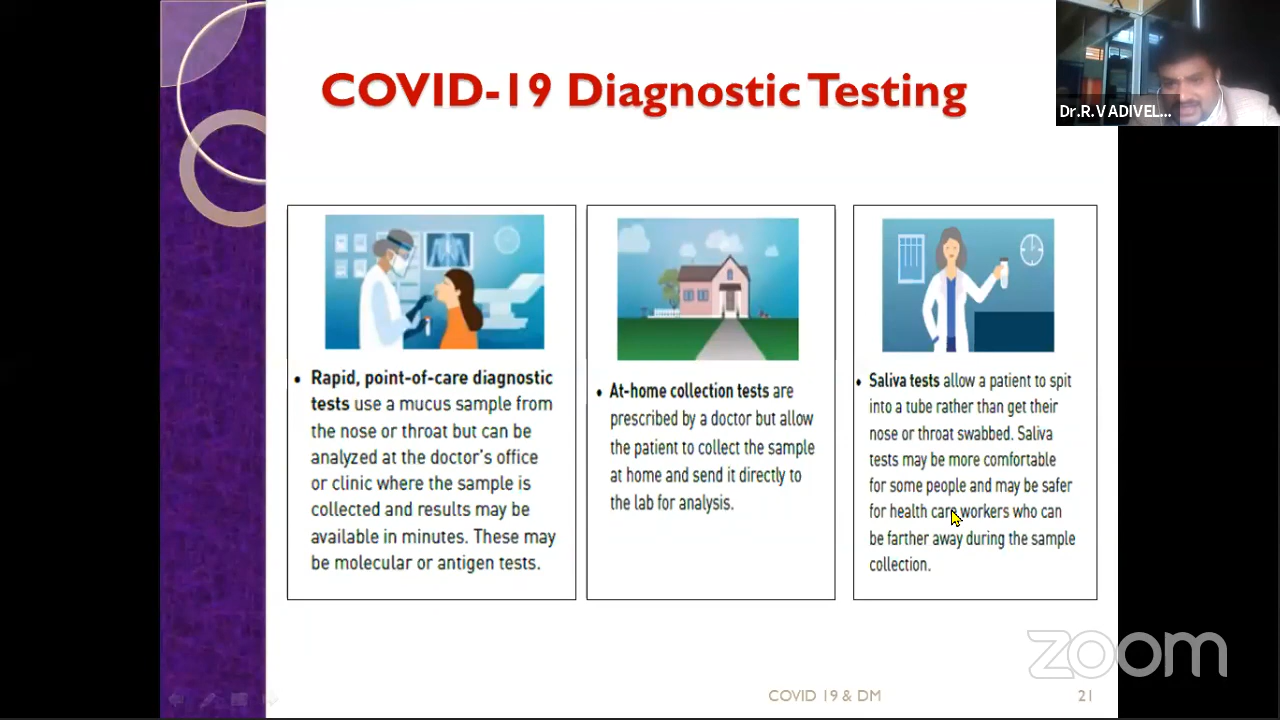 COVID-19 Diagnostic Testing
Dr.R.VADIVEL...
• Rapid, point-of-care diagnostic
tests use a mucus sample from
the nose or throat but can be
analyzed at the doctor's office
or clinic where the sample is
collected and results may be
available in minutes. These may
be molecular or antigen tests.
• At-home collection tests are
prescribed by a doctor but allow
the patient to collect the sample
at home and send it directly to
the lab for analysis.
• Saliva tests allow a patient to spit
into a tube rather than get their
nose or throat swabbed. Saliva
tests may be more comfortable
for some people and may be safer
for health care workers who can
be farther away during the sample
collection.
zoom
COVID 19 & DM
21